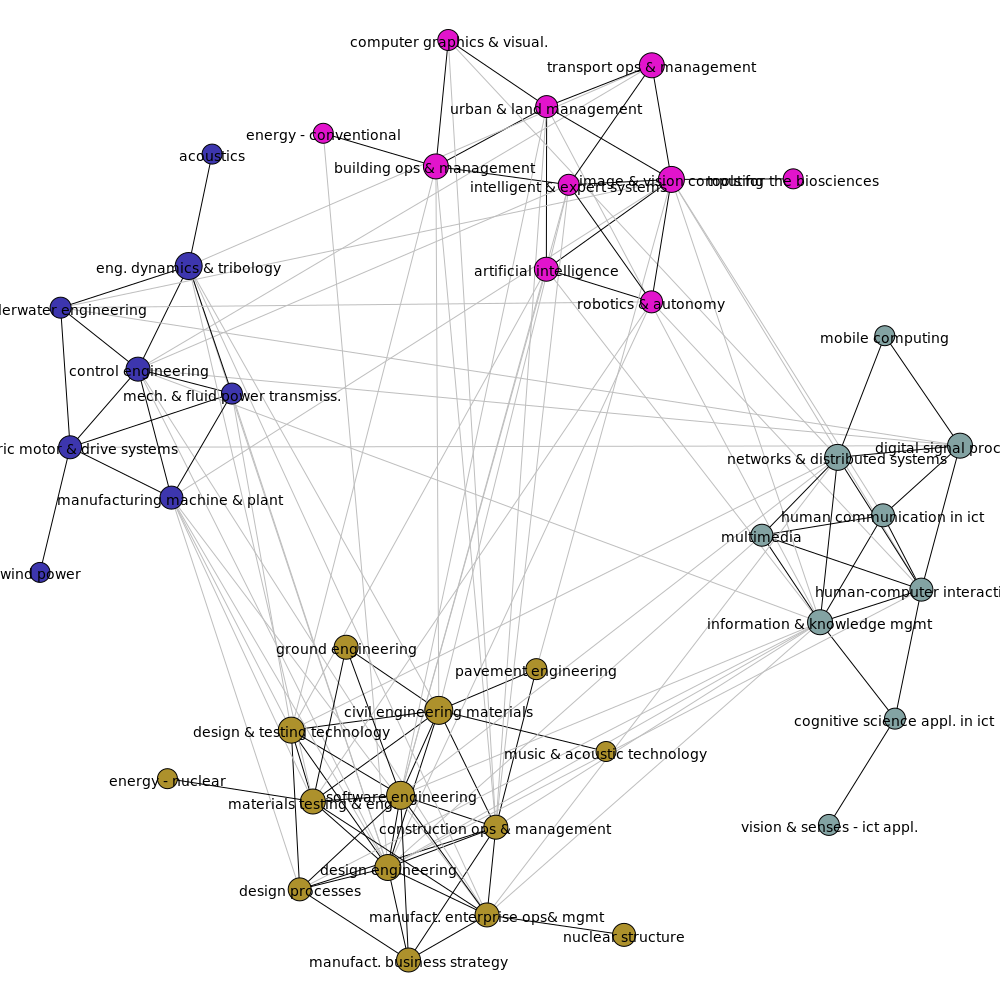 computer graphics & visual.
transport ops & management
urban & land management
energy - conventional
acoustics
building ops & management
image & vision computing
tools for the biosciences
intelligent & expert systems
eng. dynamics & tribology
artificial intelligence
robotics & autonomy
erwater engineering
mobile computing
control engineering
mech. & fluid power transmiss.
ric motor & drive systems
digital signal proc
networks & distributed systems
manufacturing machine & plant
human communication in ict
multimedia
wind power
human-computer interacti
information & knowledge mgmt
ground engineering
pavement engineering
civil engineering materials
cognitive science appl. in ict
design & testing technology
music & acoustic technology
energy - nuclear
software engineering
materials testing & eng
construction ops & management
vision & senses - ict appl.
design engineering
design processes
manufact. enterprise ops& mgmt
nuclear structure
manufact. business strategy